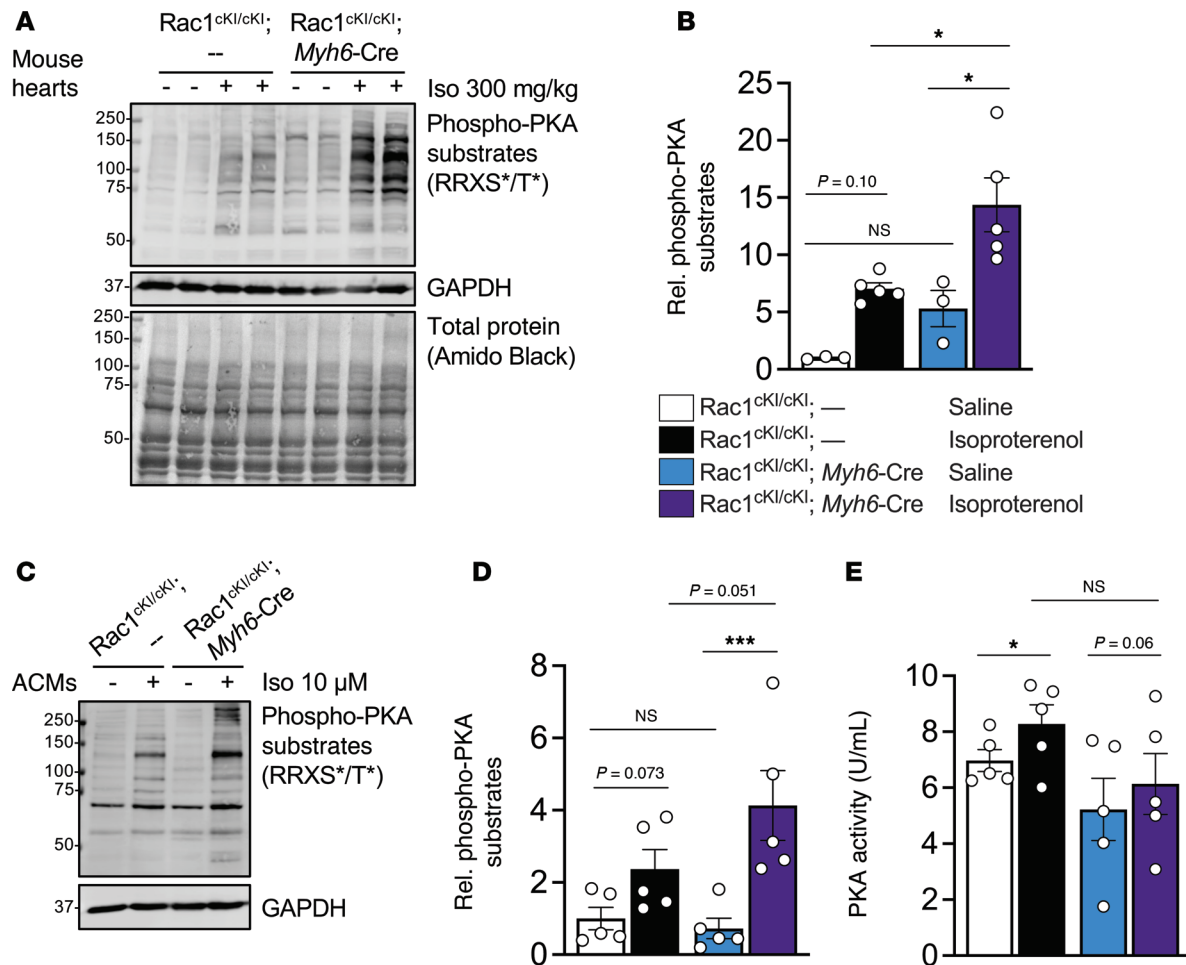 A
Rac1cKI/cKI; Rac1cKI/cKI;
-- Myh6-Cre
Mouse
hearts
- - + + - - + + Iso 300 mg/kg
250-
150-
100-
75-
50-
Phospho-PKA
substrates
(RRXS*/T*)
37-
GAPDH
250-
150-
100-
75-
50-
Total protein
(Amido Black)
B
*
*
P = 0.10
NS
Rel. phospho-PKA
substrates
25
20
15
10
5
0
Rac1cKI/cKI; — Saline
Rac1cKI/cKI; — Isoproterenol
Rac1cKI/cKI; Myh6-Cre Saline
Rac1cKI/cKI; Myh6-Cre Isoproterenol
C
Rac1cKI/cKI;
--
Rac1cKI/cKI;
Myh6-Cre
ACMs - + - + Iso 10 µM
250-
150-
100-
75-
50-
Phospho-PKA
substrates
(RRXS*/T*)
37-
GAPDH
D
P = 0.051
***
NS
P = 0.073
Rel. phospho-PKA
substrates
8
6
4
2
0
E
NS
*
P = 0.06
PKA activity (U/mL)
10
8
6
4
2
0